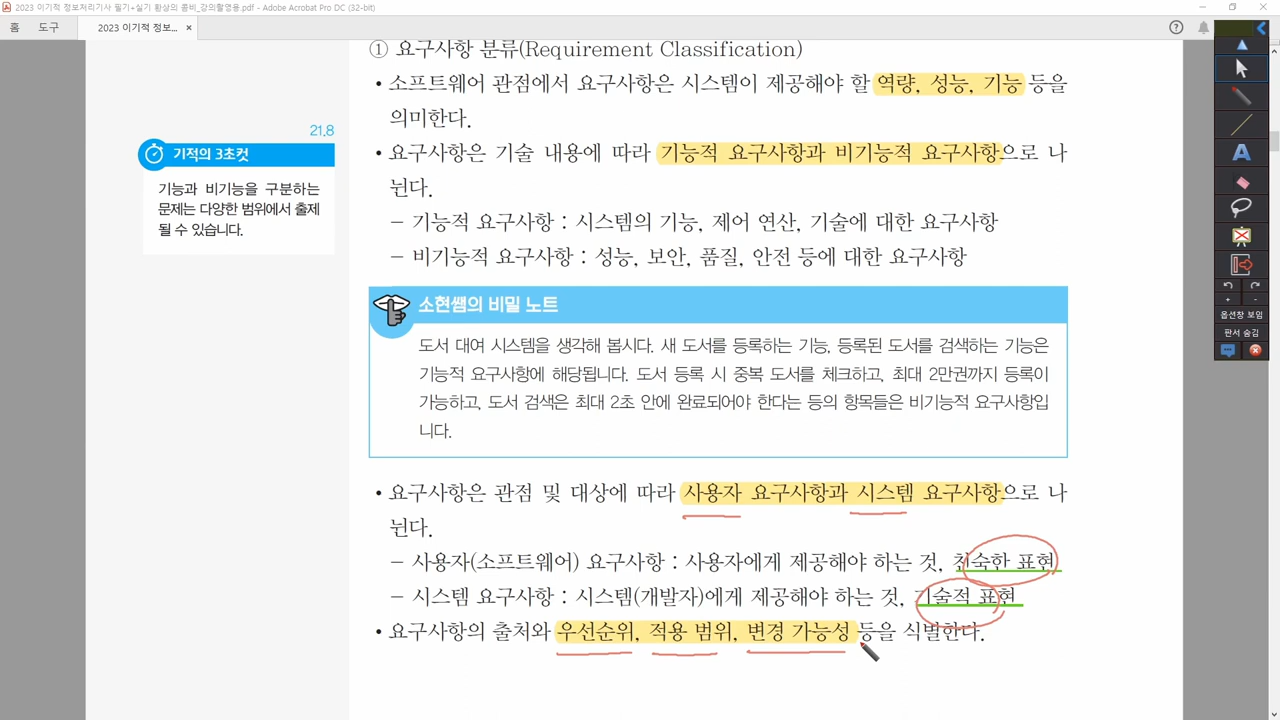 2023 이기적 정보처리기사 필기+실기 환상의 콤비_강의촬영용.pdf - Adobe Acrobat Pro DC (32-bit)
홈 도구 2023 이기적 정보... ×
① 요구사항 분류(Requirement Classification)
• 소프트웨어 관점에서 요구사항은 시스템이 제공해야 할 역량, 성능, 기능 등을
의미한다.
21.8
기적의 3초컷
기능과 비기능을 구분하는
문제는 다양한 범위에서 출제
될 수 있습니다.
• 요구사항은 기술 내용에 따라 기능적 요구사항과 비기능적 요구사항으로 나
뉜다.
– 기능적 요구사항 : 시스템의 기능, 제어 연산, 기술에 대한 요구사항
– 비기능적 요구사항 : 성능, 보안, 품질, 안전 등에 대한 요구사항
소현쌤의 비밀 노트
도서 대여 시스템을 생각해 봅시다. 새 도서를 등록하는 기능, 등록된 도서를 검색하는 기능은
기능적 요구사항에 해당됩니다. 도서 등록 시 중복 도서를 체크하고, 최대 2만권까지 등록이
가능하고, 도서 검색은 최대 2초 안에 완료되어야 한다는 등의 항목들은 비기능적 요구사항입
니다.
• 요구사항은 관점 및 대상에 따라 사용자 요구사항과 시스템 요구사항으로 나
뉜다.
– 사용자(소프트웨어) 요구사항 : 사용자에게 제공해야 하는 것, 친숙한 표현
– 시스템 요구사항 : 시스템(개발자)에게 제공해야 하는 것, 기술적 표현
• 요구사항의 출처와 우선순위, 적용 범위, 변경 가능성 등을 식별한다.
A
+ -
옵션창 보임
판서 숨김